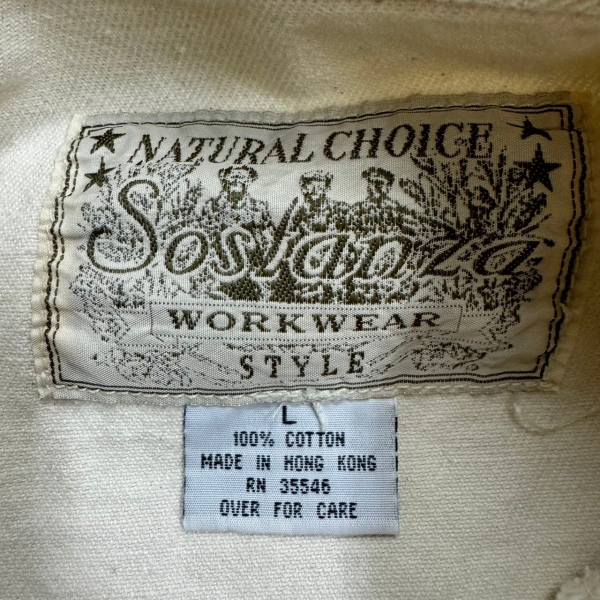 NATURAL CHOICE
Sostanza
WORKWEAR
STYLE
L
100% COTTON
MADE IN HONG KONG
RN 35546
OVER FOR CARE